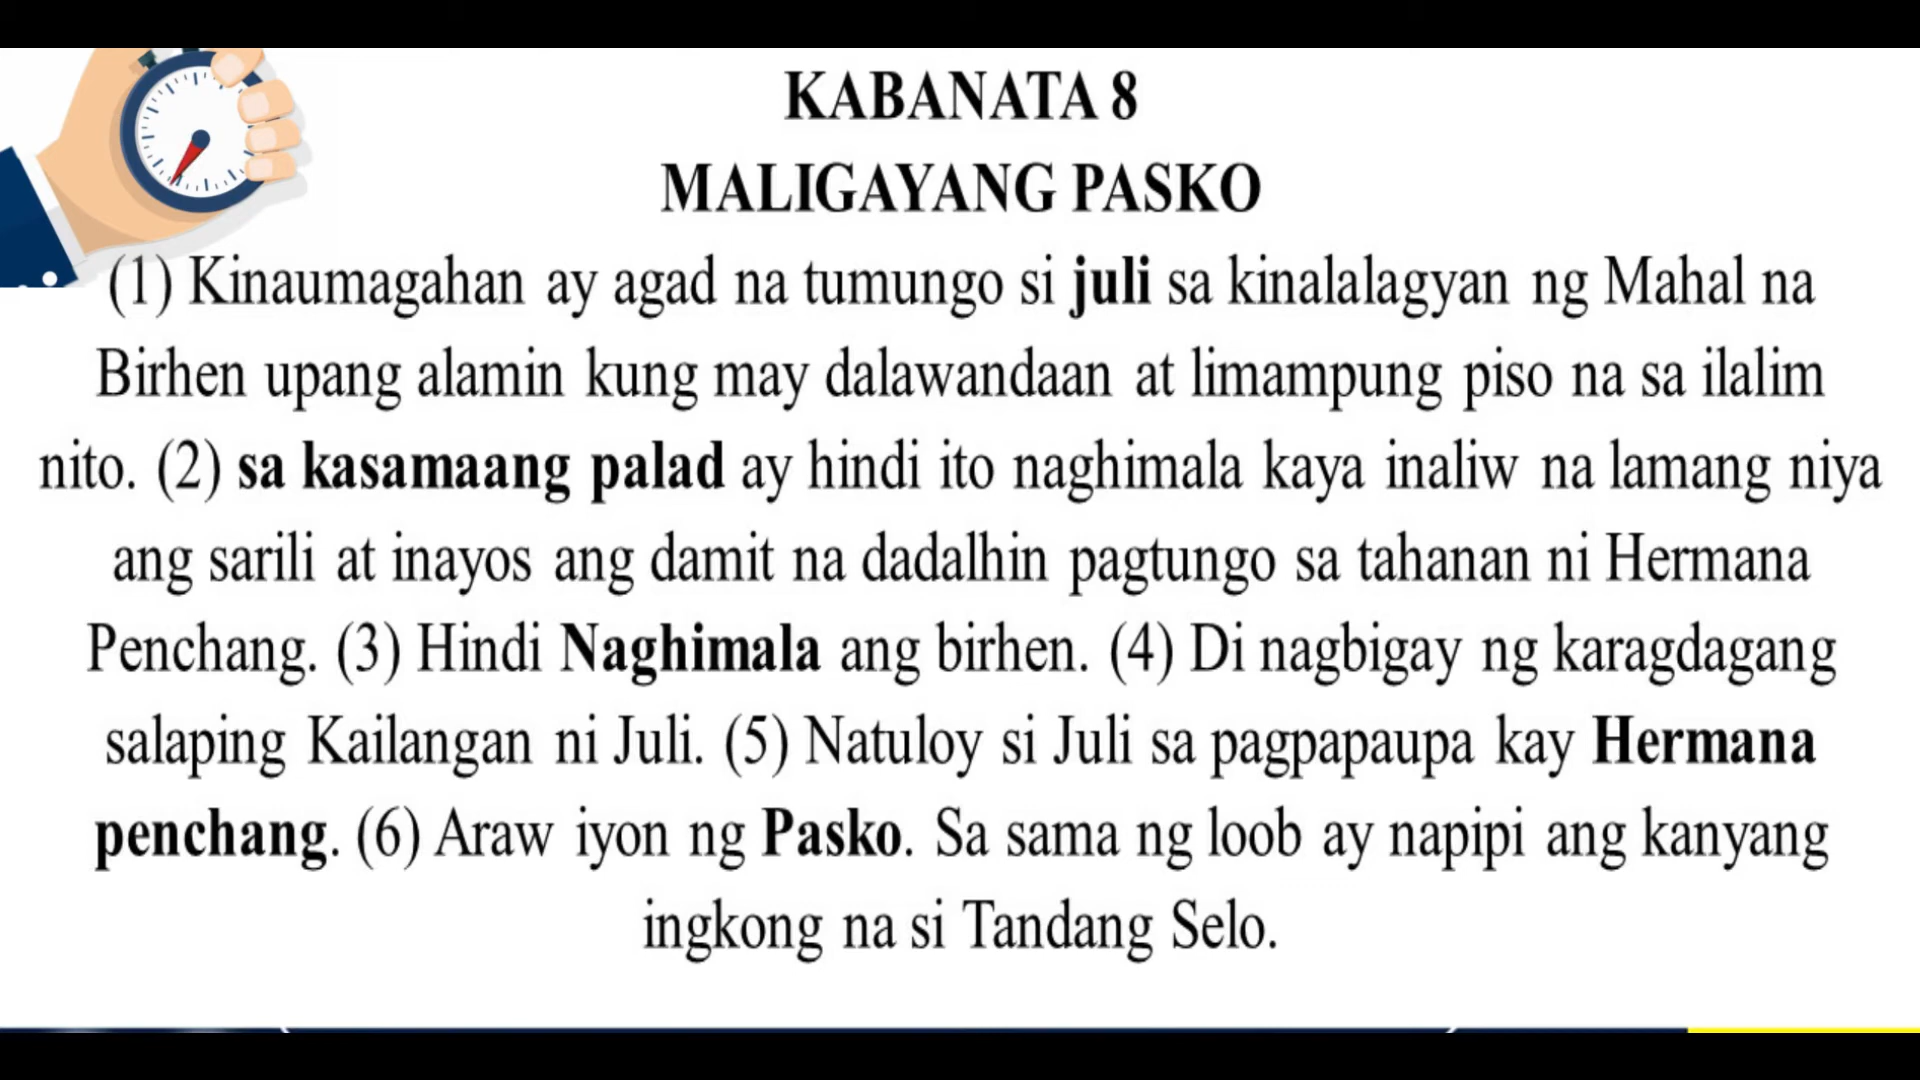 KABANATA 8
MALIGAYANG PASKO
(1) Kinaumagahan ay agad na tumungo si juli sa kinalalagyan ng Mahal na
Birhen upang alamin kung may dalawandaan at limampung piso na sa ilalim
nito. (2) sa kasamaang palad ay hindi ito naghimala kaya inaliw na lamang niya
ang sarili at inayos ang damit na dadalhin pagtungo sa tahanan ni Hermana
Penchang. (3) Hindi Naghimala ang birhen. (4) Di nagbigay ng karagdagang
salaping Kailangan ni Juli. (5) Natuloy si Juli sa pagpapaupa kay Hermana
penchang. (6) Araw iyon ng Pasko. Sa sama ng loob ay napipi ang kanyang
ingkong na si Tandang Selo.